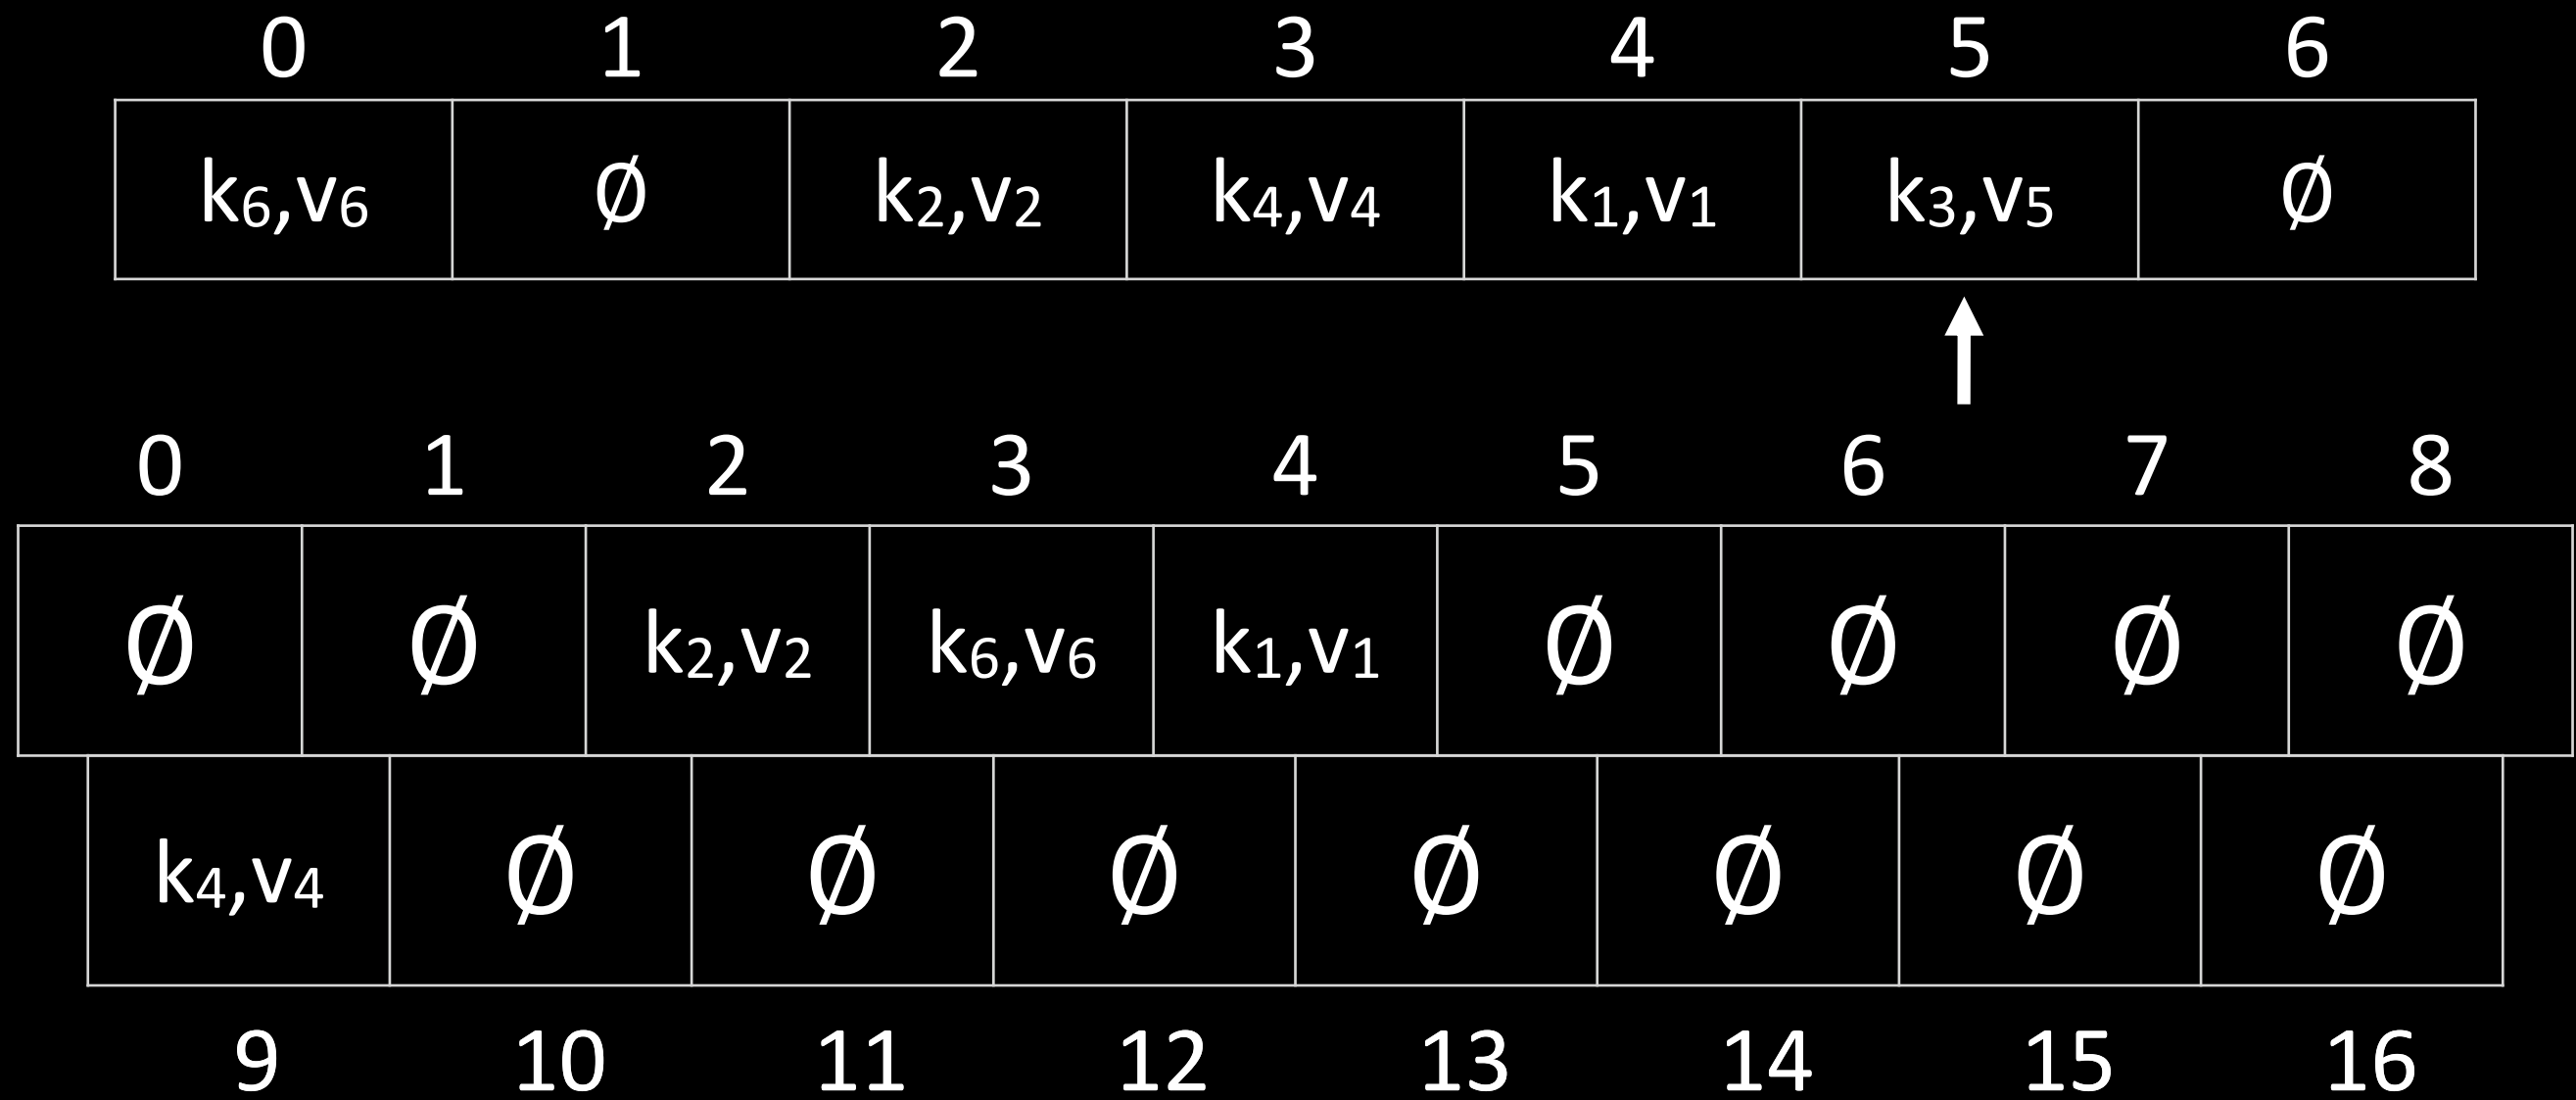 0 1 2 3 4 5 6
k₆,v₆ Ø k₂,v₂ k₄,v₄ k₁,v₁ k₃,v₅ Ø
0 1 2 3 4 5 6 7 8
Ø Ø k₂,v₂ k₆,v₆ k₁,v₁ Ø Ø Ø Ø
k₄,v₄ Ø Ø Ø Ø Ø Ø Ø
9 10 11 12 13 14 15 16